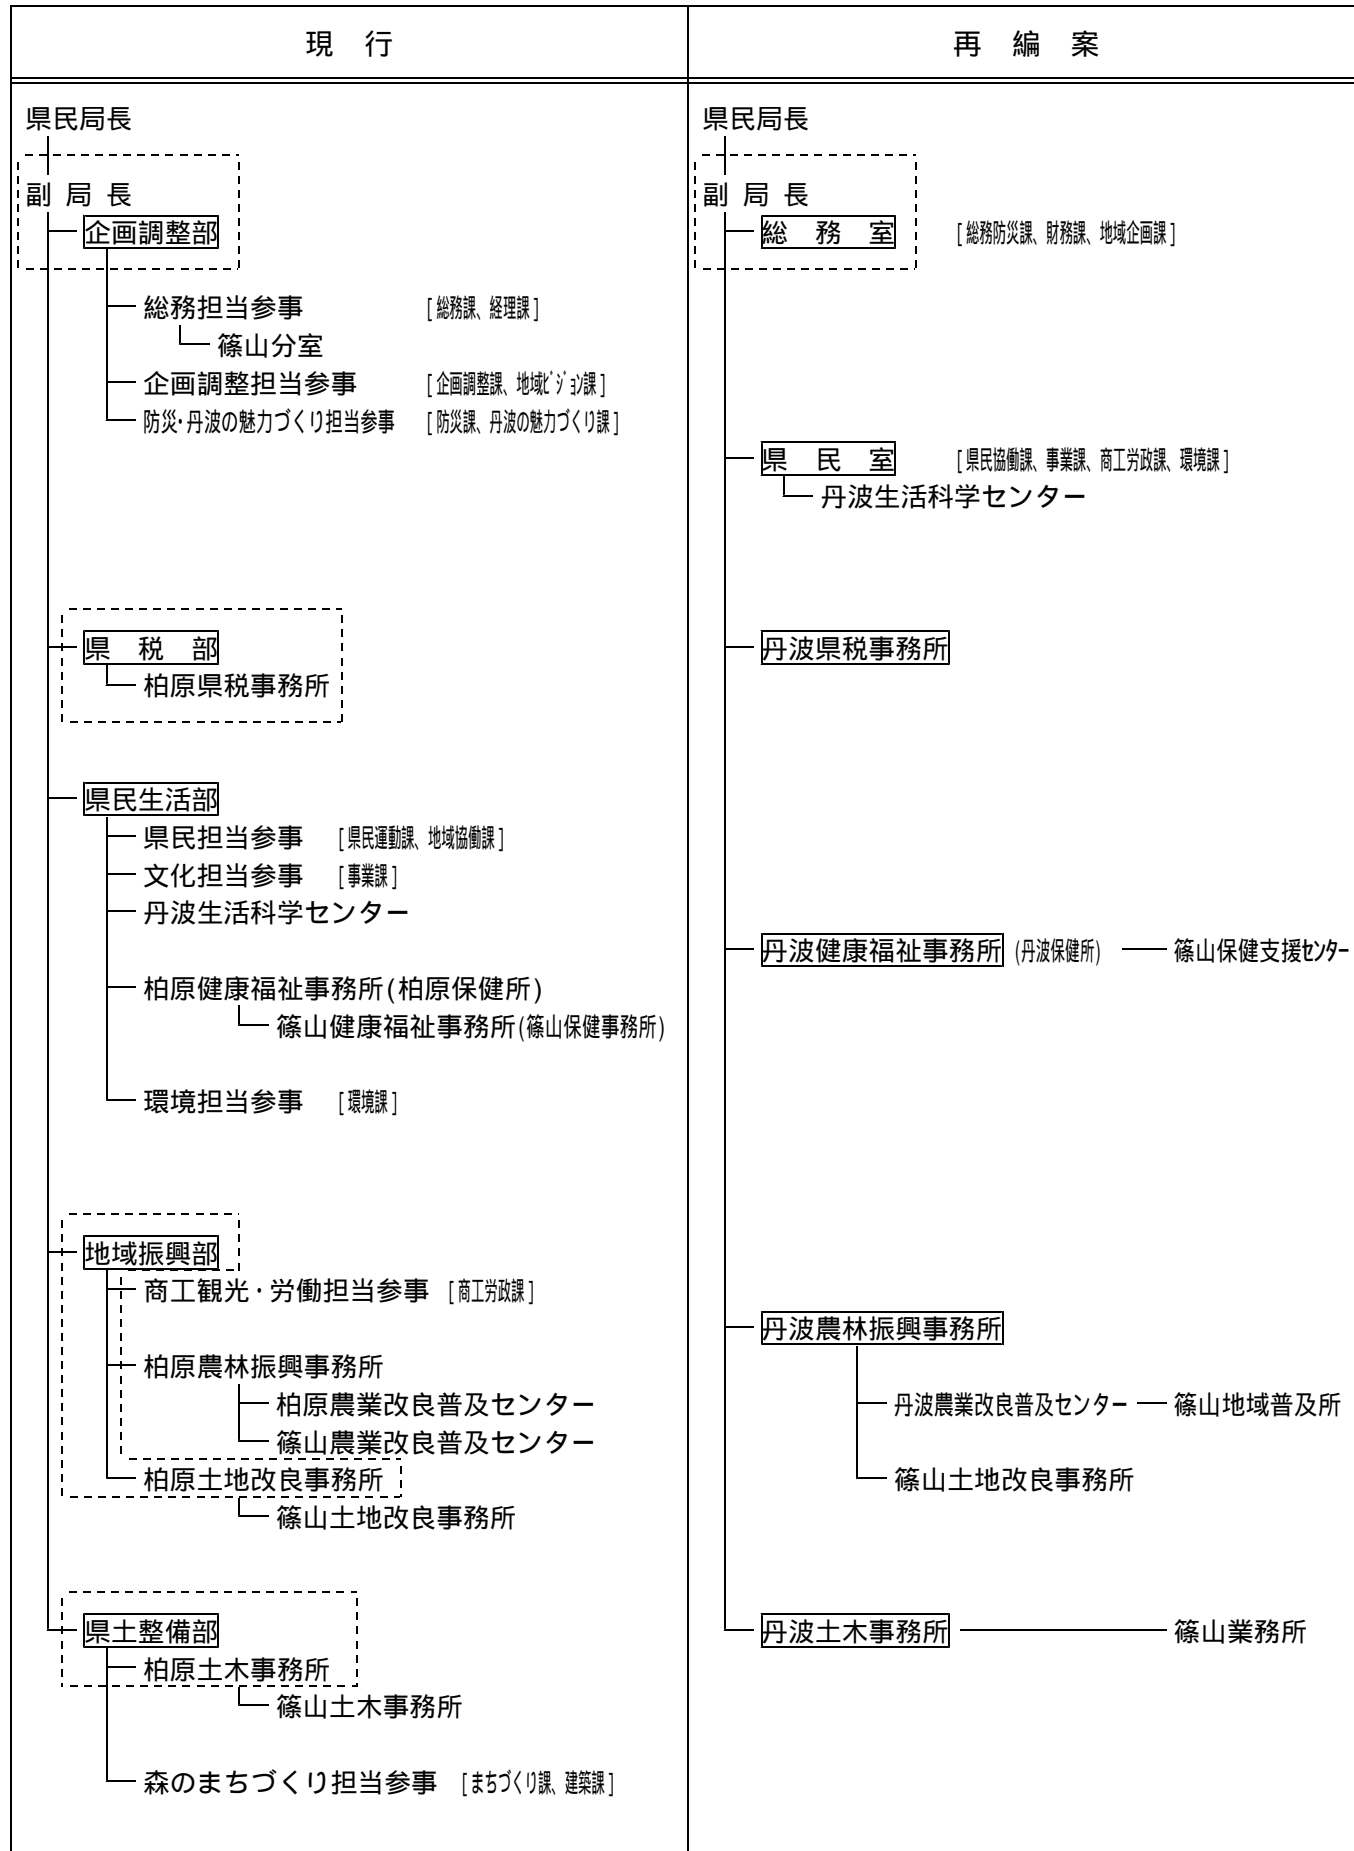 現 行
県民局長
副 局 長
企画調整部
総務担当参事 [総務課、経理課]
篠山分室
企画調整担当参事 [企画調整課、地域ビジョン課]
防災・丹波の魅力づくり担当参事 [防災課、丹波の魅力づくり課]
県 税 部
柏原県税事務所
県民生活部
県民担当参事 [県民運動課、地域協働課]
文化担当参事 [事業課]
丹波生活科学センター
柏原健康福祉事務所(柏原保健所)
篠山健康福祉事務所(篠山保健事務所)
環境担当参事 [環境課]
地域振興部
商工観光・労働担当参事 [商工労政課]
柏原農林振興事務所
柏原農業改良普及センター
篠山農業改良普及センター
柏原土地改良事務所
篠山土地改良事務所
県土整備部
柏原土木事務所
篠山土木事務所
森のまちづくり担当参事 [まちづくり課、建築課]
再 編 案
県民局長
副 局 長
総 務 室 [総務防災課、財務課、地域企画課]
県 民 室 [県民協働課、事業課、商工労政課、環境課]
丹波生活科学センター
丹波県税事務所
丹波健康福祉事務所 (丹波保健所) 篠山保健支援センター
丹波農林振興事務所
丹波農業改良普及センター 篠山地域普及所
篠山土地改良事務所
丹波土木事務所 篠山業務所